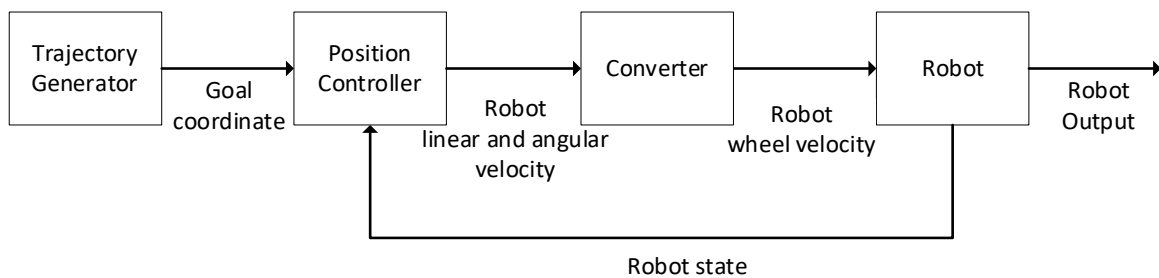 Trajectory
Generator
Goal
coordinate
Position
Controller
Robot
linear and angular
velocity
Converter
Robot
wheel velocity
Robot
Robot
Output
Robot state